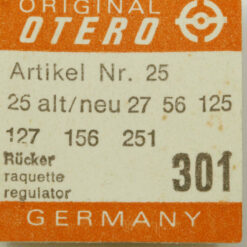 ORIGINAL
OTERO
Artikel Nr. 25
25 alt/neu 27 56 125
127 156 251
Rücker
raquette
regulator
301
GERMANY